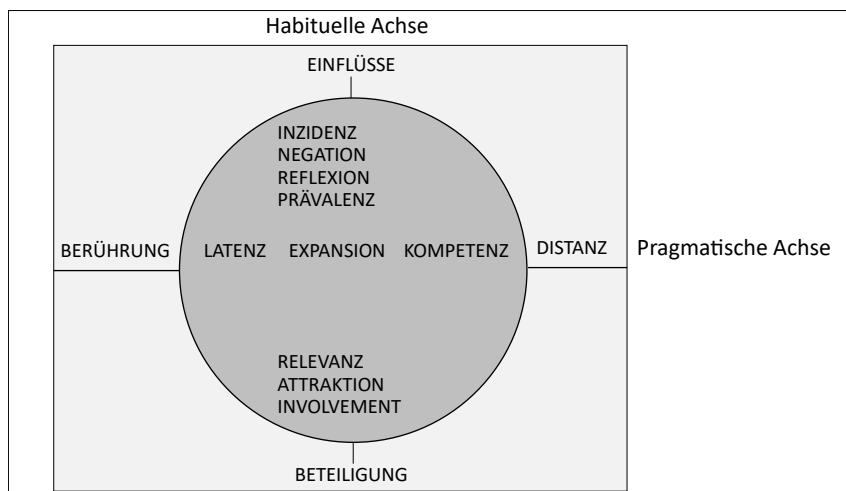 Habituelle Achse
EINFLÜSSE
INZIDENZ
NEGATION
REFLEXION
PRÄVALENZ
BERÜHRUNG LATENZ EXPANSION KOMPETENZ DISTANZ Pragmatische Achse
RELEVANZ
ATTRAKTION
INVOLVEMENT
BETEILIGUNG